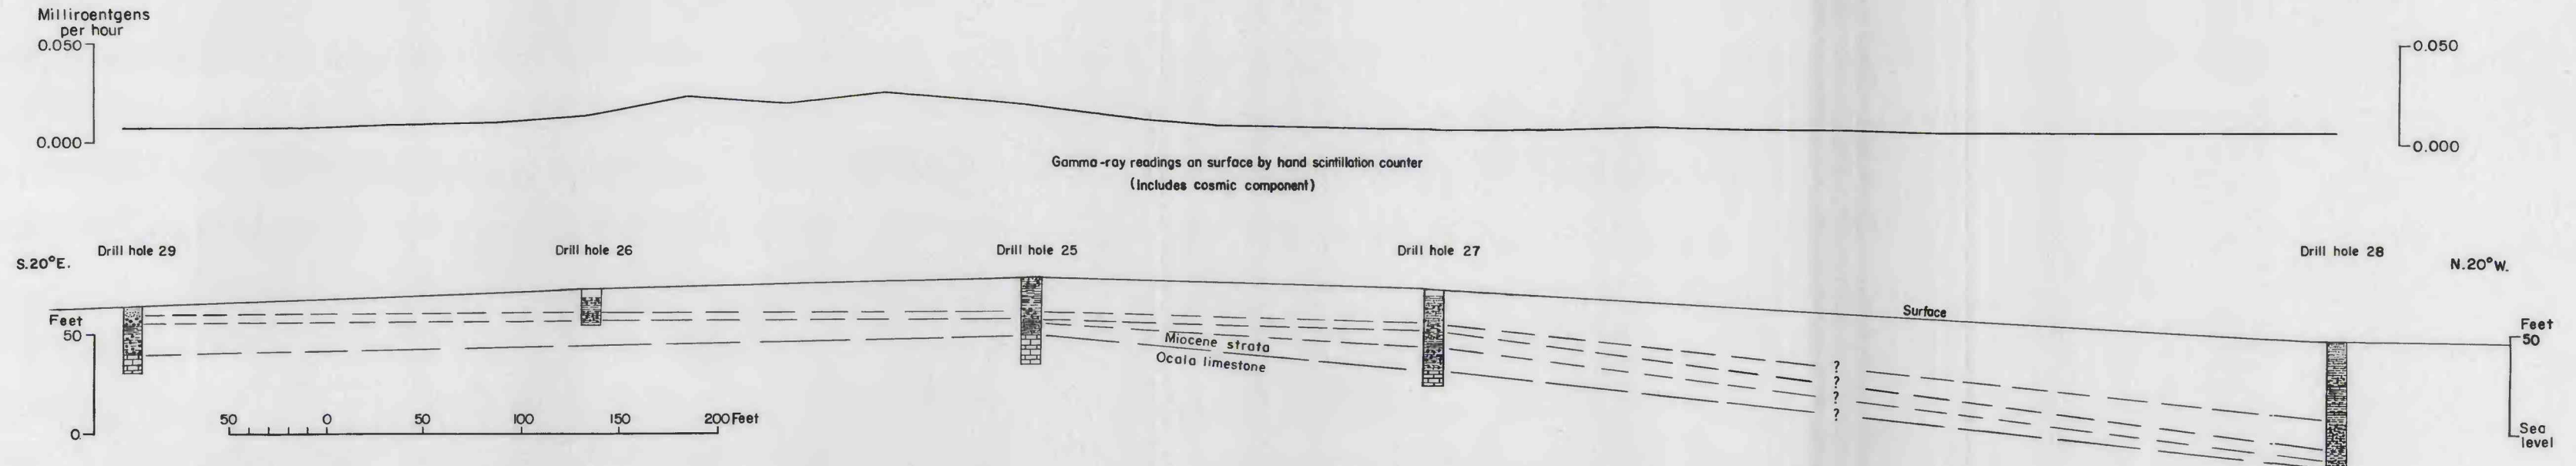 Milliroentgens
per hour
0.050
0.000
0.050
0.000
Gamma-ray readings on surface by hand scintillation counter
(Includes cosmic component)
S.20°E.
Drill hole 29
Drill hole 26
Drill hole 25
Drill hole 27
Drill hole 28
N.20°W.
Surface
Feet
50
0
Miocene strata
Ocala limestone
?
?
?
?
Feet
50
Sea
level
50 0 50 100 150 200 Feet